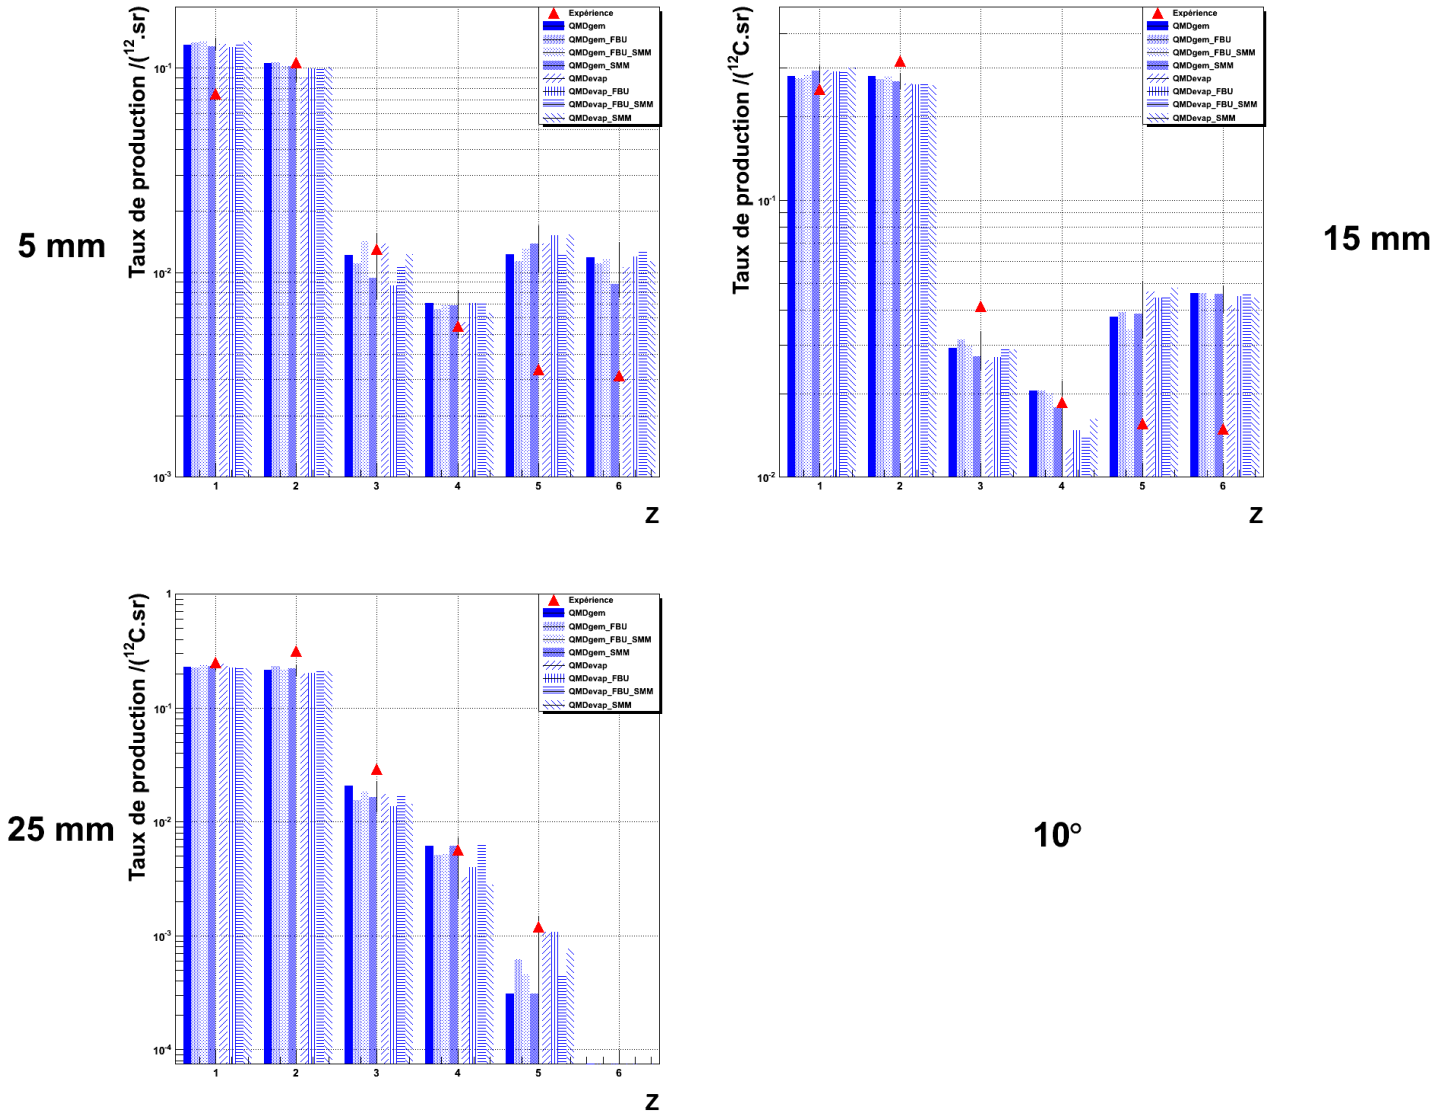 5 mm
Taux de production /(¹².sr)
10⁻¹
10⁻²
10⁻³
1 2 3 4 5 6
Z
Expérience
QMDgem
QMDgem_FBU
QMDgem_FBU_SMM
QMDgem_SMM
QMDevap
QMDevap_FBU
QMDevap_FBU_SMM
QMDevap_SMM
15 mm
Taux de production /(¹²C.sr)
10⁻¹
10⁻²
1 2 3 4 5 6
Z
Expérience
QMDgem
QMDgem_FBU
QMDgem_FBU_SMM
QMDgem_SMM
QMDevap
QMDevap_FBU
QMDevap_FBU_SMM
QMDevap_SMM
25 mm
Taux de production /(¹²C.sr)
1
10⁻¹
10⁻²
10⁻³
10⁻⁴
1 2 3 4 5 6
Z
Expérience
QMDgem
QMDgem_FBU
QMDgem_FBU_SMM
QMDgem_SMM
QMDevap
QMDevap_FBU
QMDevap_FBU_SMM
QMDevap_SMM
10°